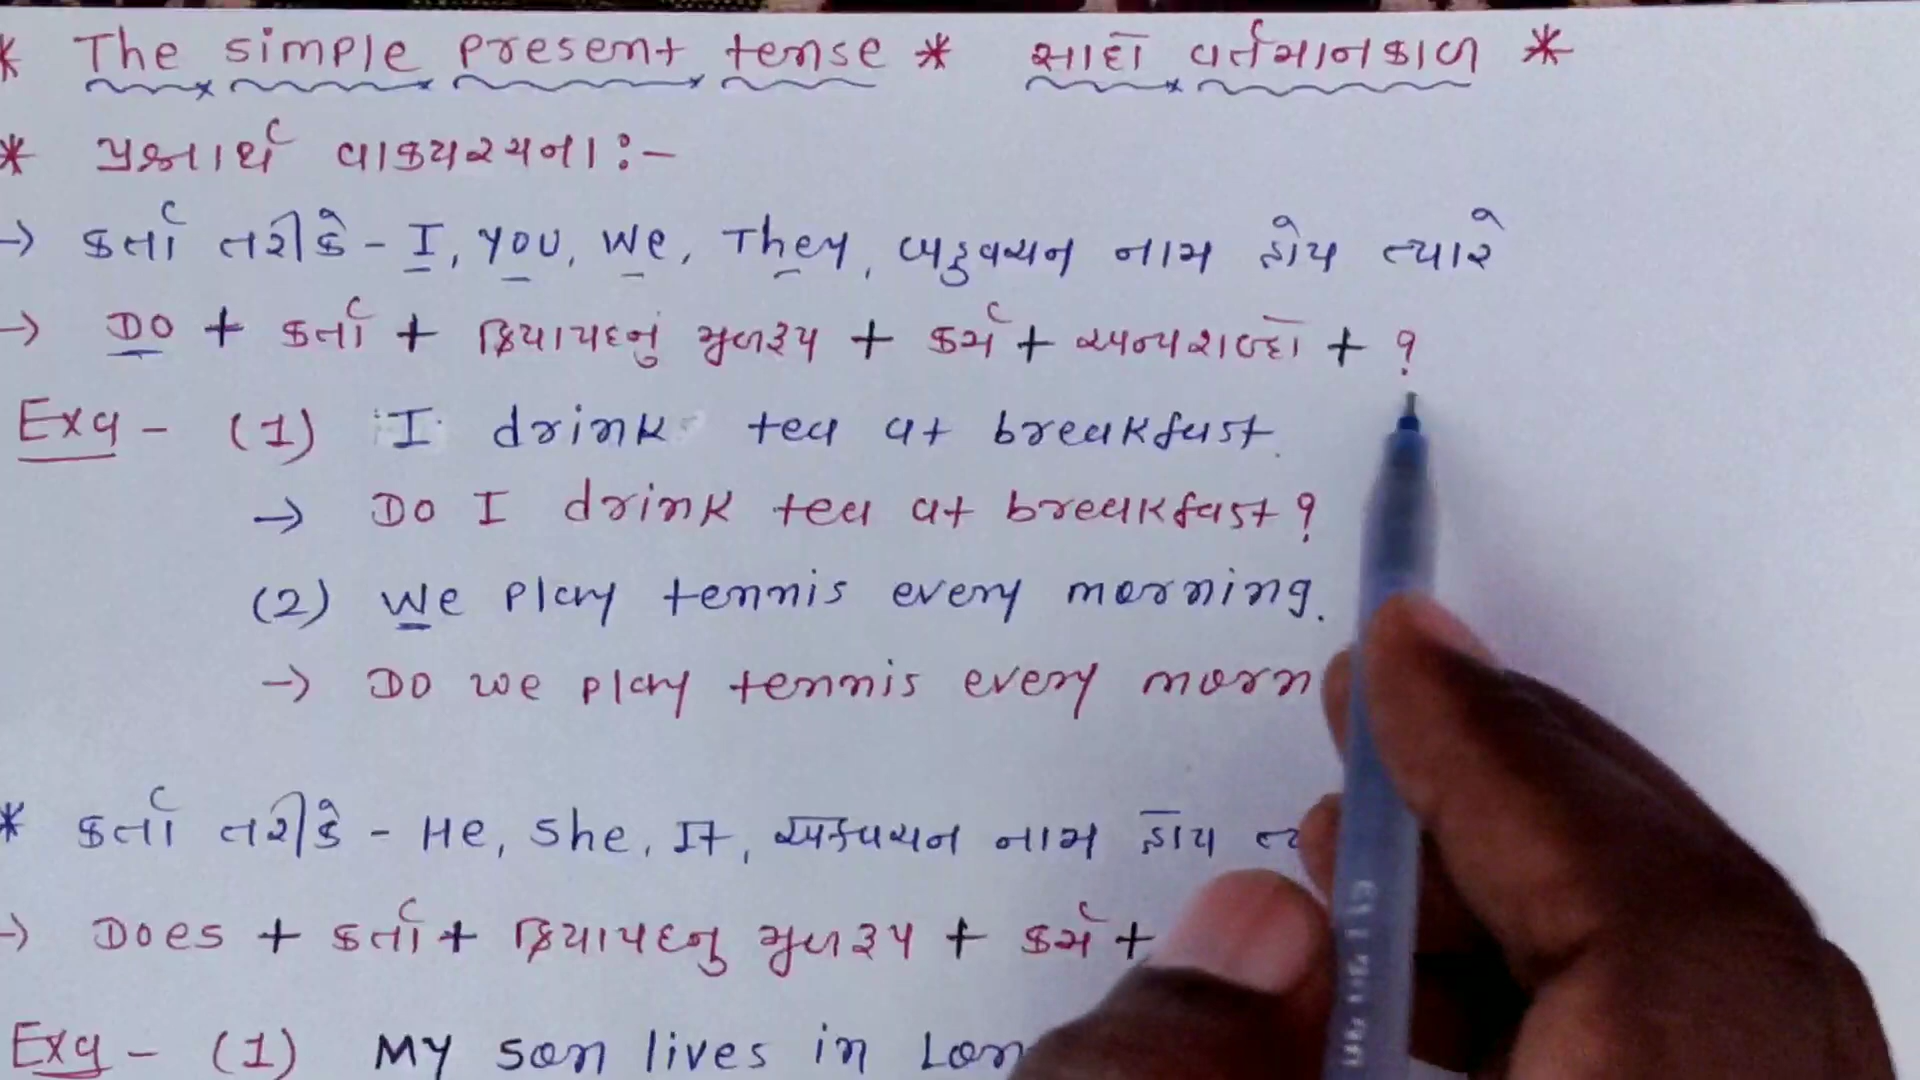 * The simple present tense * સાદો વર્તમાનકાળ *
* પ્રશ્નાર્થ વાક્યરચના :-
→ કર્તા તરીકે - I, you, we, They, બહુવચન નામ હોય ત્યારે
→ Do + કર્તા + ક્રિયાપદનું મુળરૂપ + કર્મ + અન્યશબ્દો + ?
Exa - (1) I drink tea at breakfast.
→ Do I drink tea at breakfast?
(2) We play tennis every morning.
→ Do we play tennis every morn
* કર્તા તરીકે - He, she, It, એકવચન નામ હોય ત્
→ Does + કર્તા + ક્રિયાપદનુ મુળરૂપ + કર્મ +
Exa - (1) My son lives in Lon